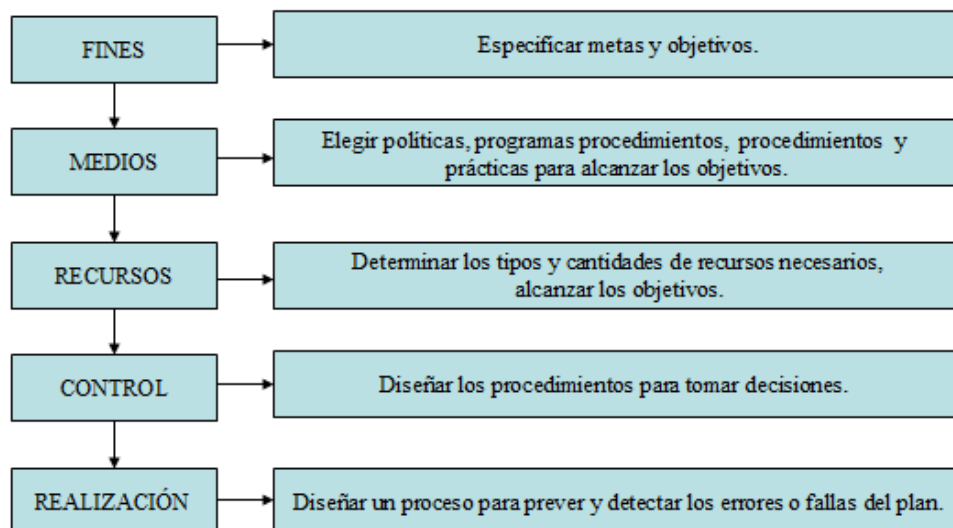 FINES
Especificar metas y objetivos.
MEDIOS
Elegir políticas, programas procedimientos, procedimientos y
prácticas para alcanzar los objetivos.
RECURSOS
Determinar los tipos y cantidades de recursos necesarios,
alcanzar los objetivos.
CONTROL
Diseñar los procedimientos para tomar decisiones.
REALIZACIÓN
Diseñar un proceso para prever y detectar los errores o fallas del plan.